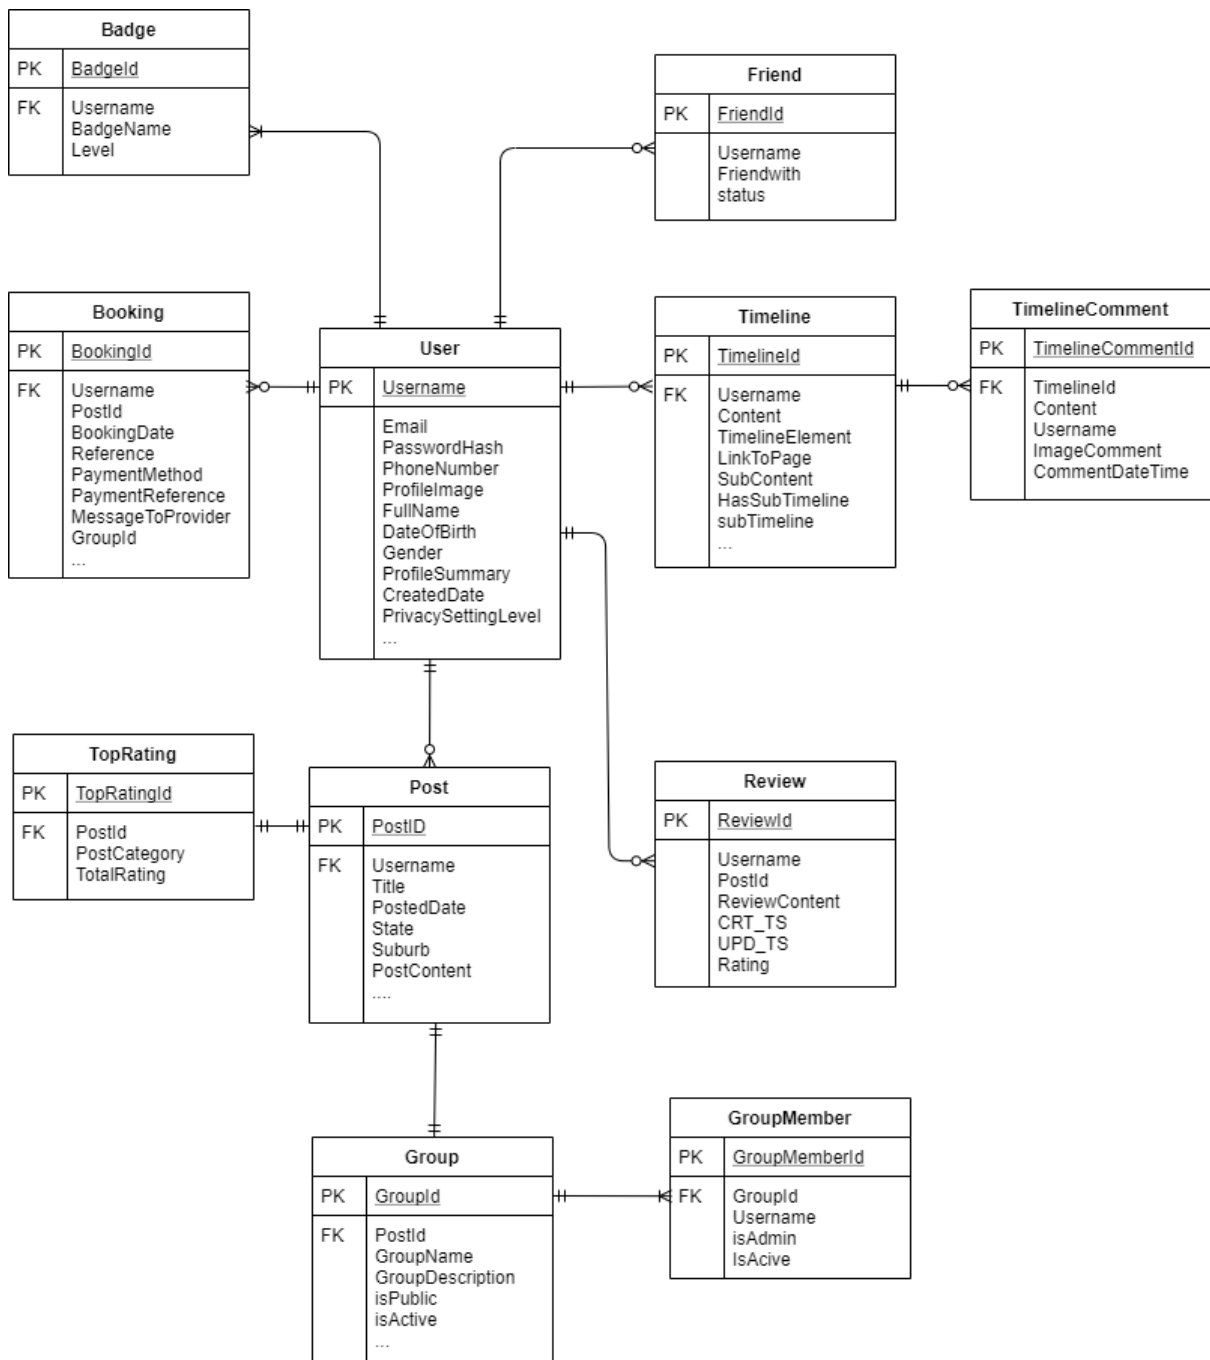 Badge
PK BadgeId
FK Username
BadgeName
Level
Friend
PK FriendId
Username
Friendwith
status
Booking
PK BookingId
FK Username
PostId
BookingDate
Reference
PaymentMethod
PaymentReference
MessageToProvider
GroupId
...
User
PK Username
Email
PasswordHash
PhoneNumber
ProfileImage
FullName
DateOfBirth
Gender
ProfileSummary
CreatedDate
PrivacySettingLevel
...
Timeline
PK TimelineId
FK Username
Content
TimelineElement
LinkToPage
SubContent
HasSubTimeline
subTimeline
...
TimelineComment
PK TimelineCommentId
FK TimelineId
Content
Username
ImageComment
CommentDateTime
TopRating
PK TopRatingId
FK PostId
PostCategory
TotalRating
Post
PK PostID
FK Username
Title
PostedDate
State
Suburb
PostContent
....
Review
PK ReviewId
Username
PostId
ReviewContent
CRT_TS
UPD_TS
Rating
Group
PK GroupId
FK PostId
GroupName
GroupDescription
isPublic
isActive
...
GroupMember
PK GroupMemberId
FK GroupId
Username
isAdmin
IsAcive